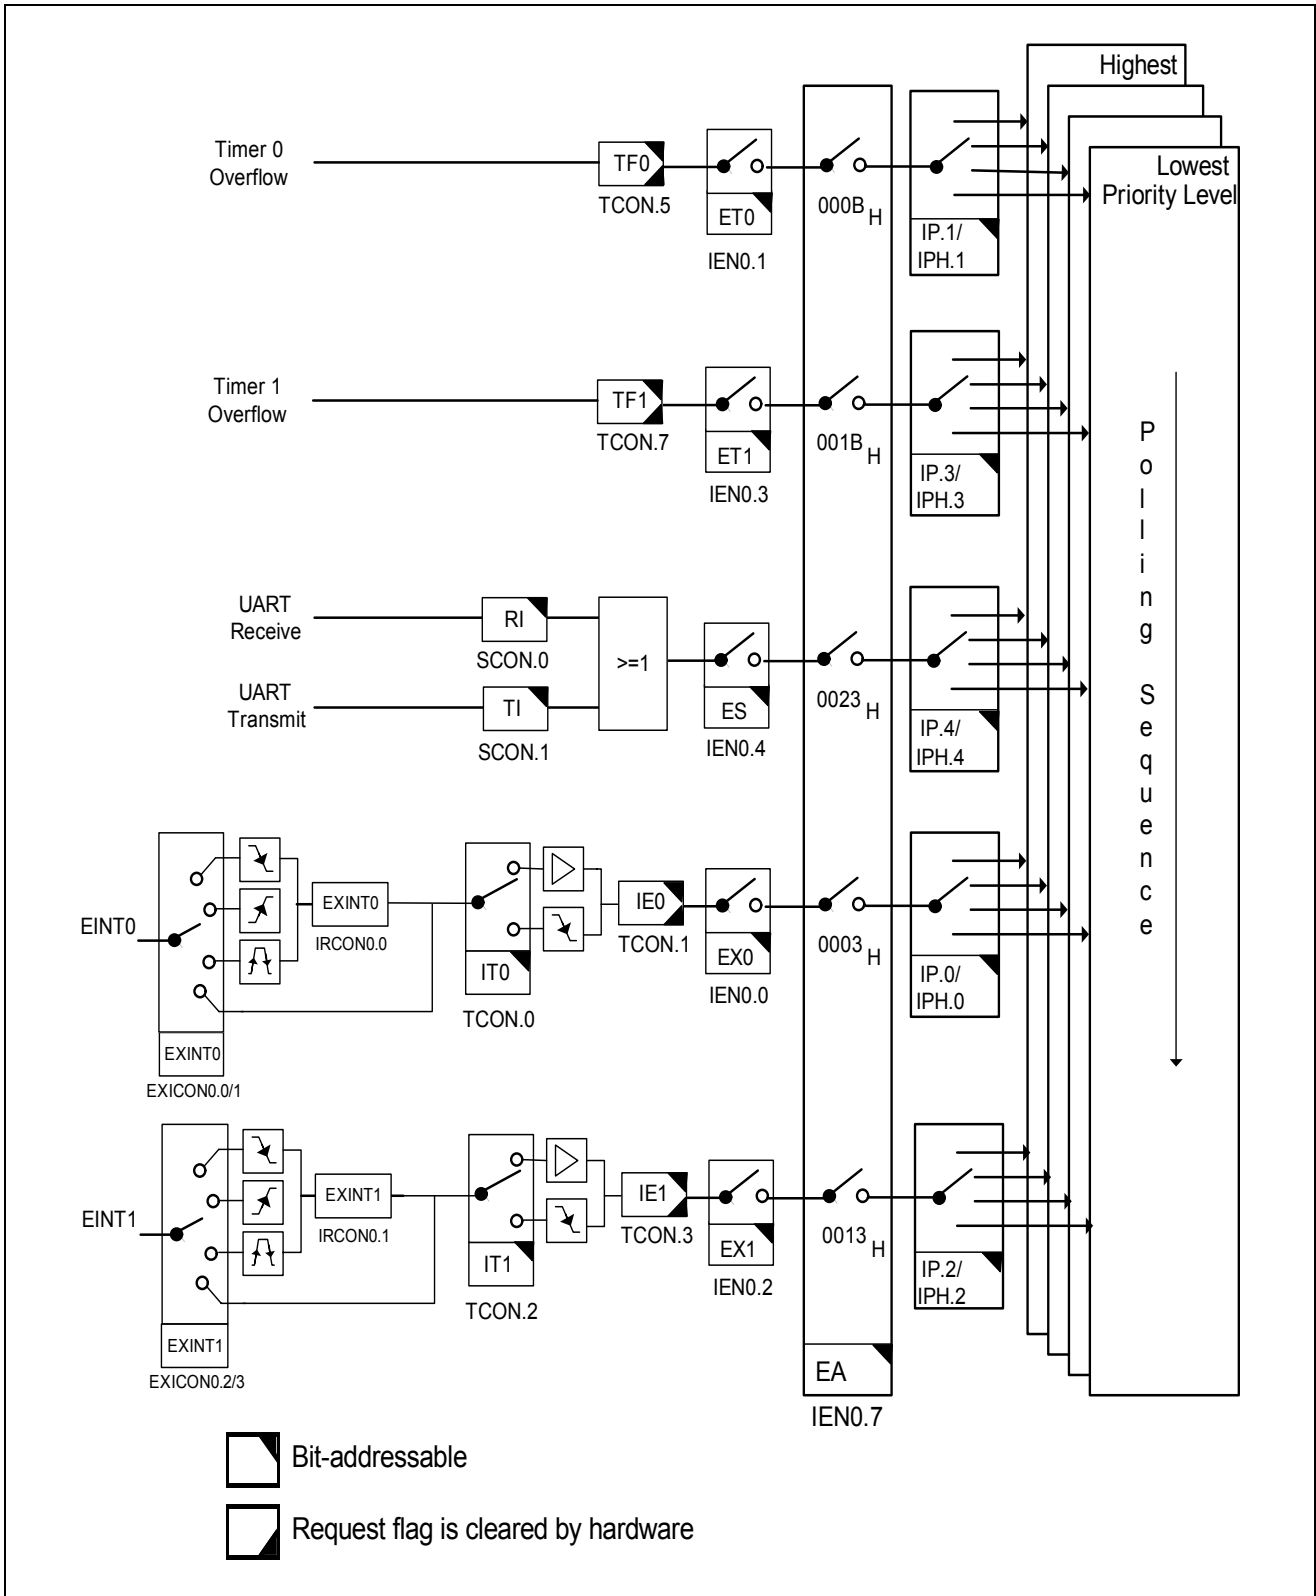 Highest
Lowest
Priority Level
Timer 0
Overflow
TF0
TCON.5
ET0
IEN0.1
000B H
IP.1/
IPH.1
Timer 1
Overflow
TF1
TCON.7
ET1
IEN0.3
001B H
IP.3/
IPH.3
Polling Sequence
UART
Receive
RI
SCON.0
UART
Transmit
TI
SCON.1
>=1
ES
IEN0.4
0023 H
IP.4/
IPH.4
EINT0
EXINT0
IRCON0.0
EXINT0
EXICON0.0/1
IT0
TCON.0
IE0
TCON.1
EX0
IEN0.0
0003 H
IP.0/
IPH.0
EINT1
EXINT1
IRCON0.1
EXINT1
EXICON0.2/3
IT1
TCON.2
IE1
TCON.3
EX1
IEN0.2
0013 H
IP.2/
IPH.2
EA
IEN0.7
Bit-addressable
Request flag is cleared by hardware